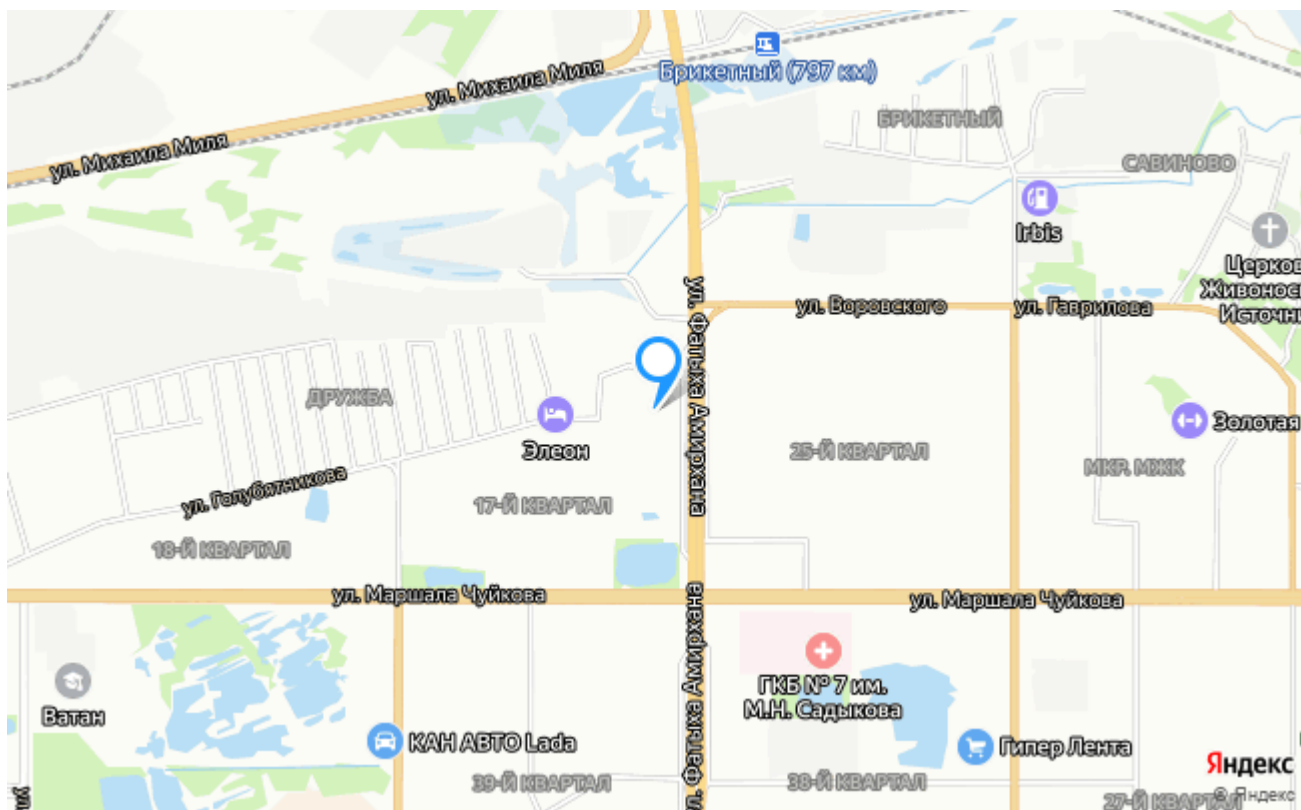 ул. Михаила Миля
Брикетный (797 км)
ул. Михаила Миля
БРИКЕТНЫЙ
САВИНОВО
Irbis
Церков
Живонос
Источни
ул. Воровского
ул. Гаврилова
ул. Фатыха Амирхана
ДРУЖБА
Элеон
25-Й КВАРТАЛ
Золотая
МКР. МЖК
ул. Голубятникова
17-Й КВАРТАЛ
18-Й КВАРТАЛ
ул. Маршала Чуйкова
ул. Маршала Чуйкова
ул. Фатыха Амирхана
ГКБ № 7 им.
М.Н. Садыкова
Ватан
КАН АВТО Lada
Гипер Лента
Яндекс
39-Й КВАРТАЛ
38-Й КВАРТАЛ
27-Й КВАРТАЛ
© Яндекс
ул.